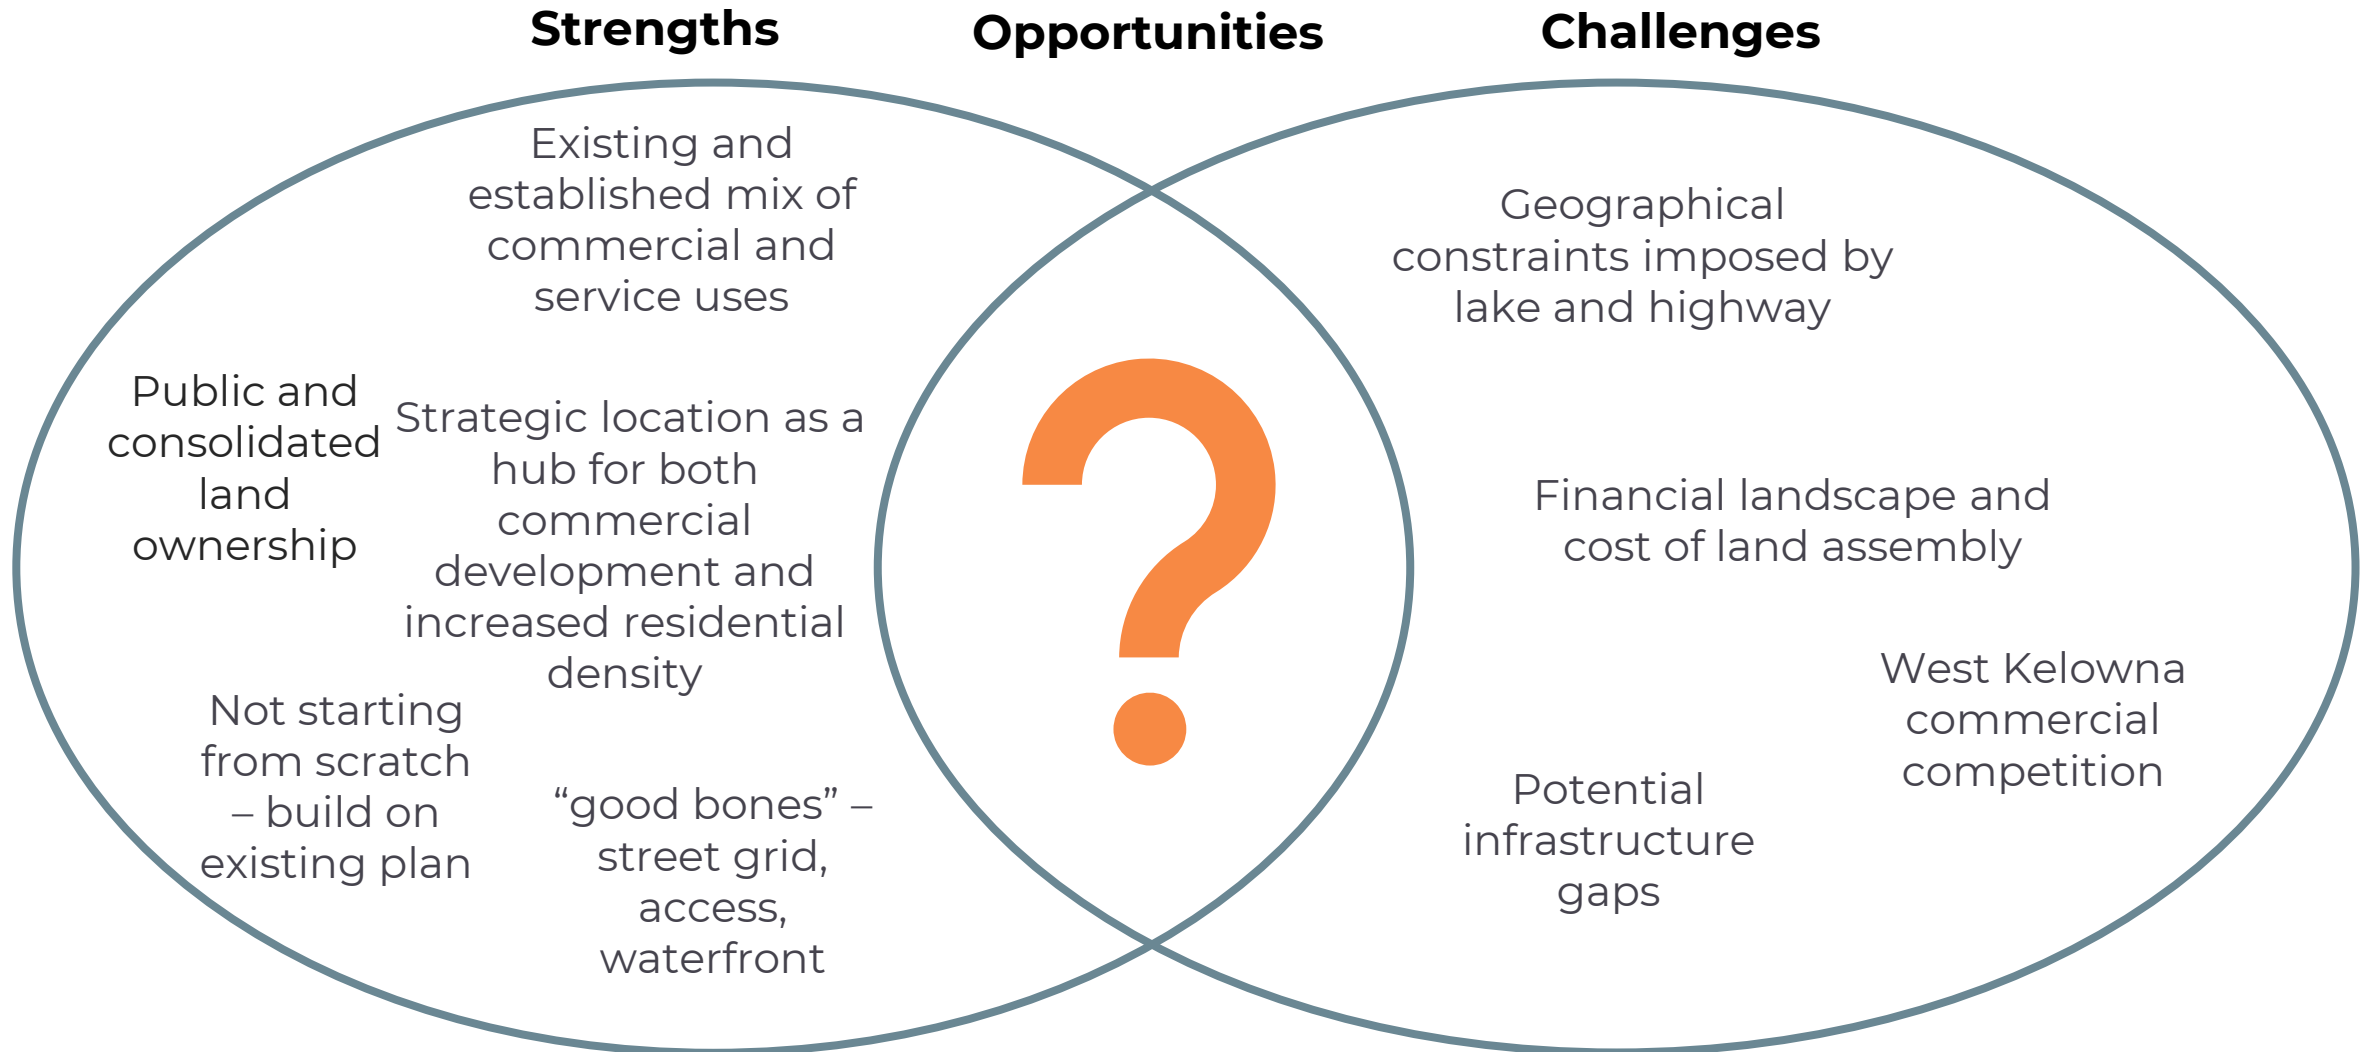 Strengths
Opportunities
Challenges
Existing and
established mix of
commercial and
service uses
Public and
consolidated
land
ownership
Strategic location as a
hub for both
commercial
development and
increased residential
density
Not starting
from scratch
– build on
existing plan
“good bones” –
street grid,
access,
waterfront
?
Geographical
constraints imposed by
lake and highway
Financial landscape and
cost of land assembly
West Kelowna
commercial
competition
Potential
infrastructure
gaps